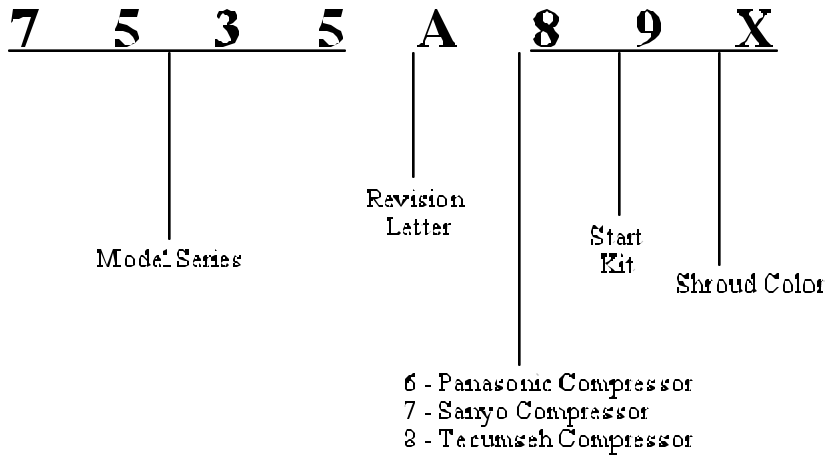 7 5 3 5 A 8 9 X
Revision
Letter
Start
Kit
Model Series
Shroud Color
6 - Panasonic Compressor
7 - Sanyo Compressor
8 - Tecumseh Compressor